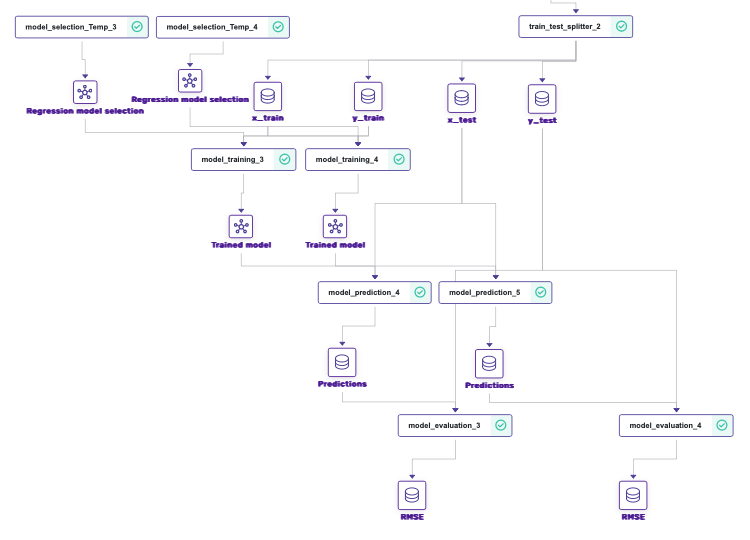 model_selection_Temp_3
model_selection_Temp_4
train_test_splitter_2
Regression model selection
Regression model selection
x_train
y_train
x_test
y_test
model_training_3
model_training_4
Trained model
Trained model
model_prediction_4
model_prediction_5
Predictions
Predictions
model_evaluation_3
model_evaluation_4
RMSE
RMSE